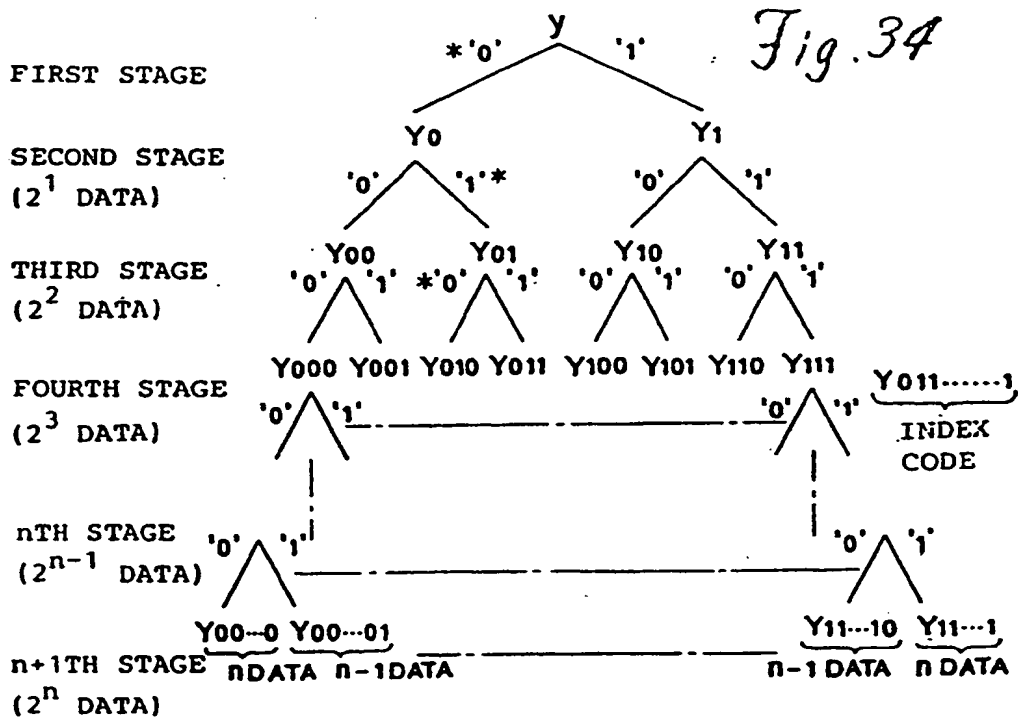 Fig. 34
y
*'0' '1'
FIRST STAGE
Y0 Y1
SECOND STAGE
(2^1 DATA)
'0' '1'* '0' '1'
Y00 Y01 Y10 Y11
THIRD STAGE
(2^2 DATA)
'0' '1' *'0' '1' '0' '1' '0' '1'
Y000 Y001 Y010 Y011 Y100 Y101 Y110 Y111
FOURTH STAGE
(2^3 DATA)
'0' '1' '0' '1'
Y011------1
INDEX
CODE
nTH STAGE
(2^n-1 DATA)
'0' '1' '0' '1'
Y00---0 Y00---01 Y11---10 Y11---1
n DATA n-1 DATA n-1 DATA n DATA
n+1TH STAGE
(2^n DATA)